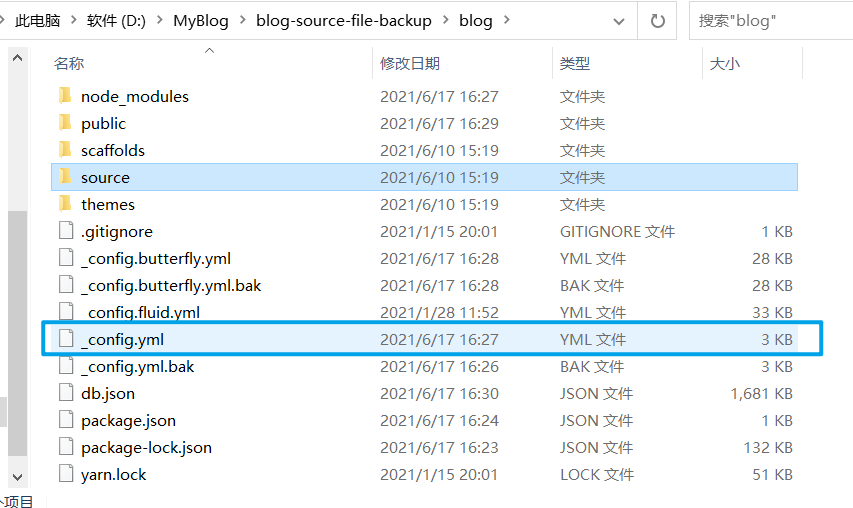 此电脑 > 软件 (D:) > MyBlog > blog-source-file-backup > blog > 搜索"blog"
名称 修改日期 类型 大小
node_modules 2021/6/17 16:27 文件夹
public 2021/6/17 16:29 文件夹
scaffolds 2021/6/10 15:19 文件夹
source 2021/6/10 15:19 文件夹
themes 2021/6/10 15:19 文件夹
.gitignore 2021/1/15 20:01 GITIGNORE 文件 1 KB
_config.butterfly.yml 2021/6/17 16:28 YML 文件 28 KB
_config.butterfly.yml.bak 2021/6/17 16:28 BAK 文件 28 KB
_config.fluid.yml 2021/1/28 11:52 YML 文件 33 KB
_config.yml 2021/6/17 16:27 YML 文件 3 KB
_config.yml.bak 2021/6/17 16:26 BAK 文件 3 KB
db.json 2021/6/17 16:30 JSON 文件 1,681 KB
package.json 2021/6/17 16:24 JSON 文件 1 KB
package-lock.json 2021/6/17 16:23 JSON 文件 132 KB
yarn.lock 2021/1/15 20:01 LOCK 文件 51 KB
个项目